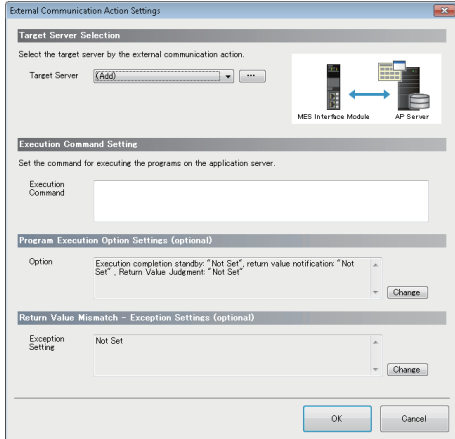 External Communication Action Settings
Target Server Selection
Select the target server by the external communication action.
Target Server
(Add)
...
MES Interface Module
AP Server
Execution Command Setting
Set the command for executing the programs on the application server.
Execution
Command
Program Execution Option Settings (optional)
Option
Execution completion standby: "Not Set", return value notification: "Not
Set" , Return Value Judgment: "Not Set"
Change
Return Value Mismatch - Exception Settings (optional)
Exception
Setting
Not Set
Change
OK
Cancel